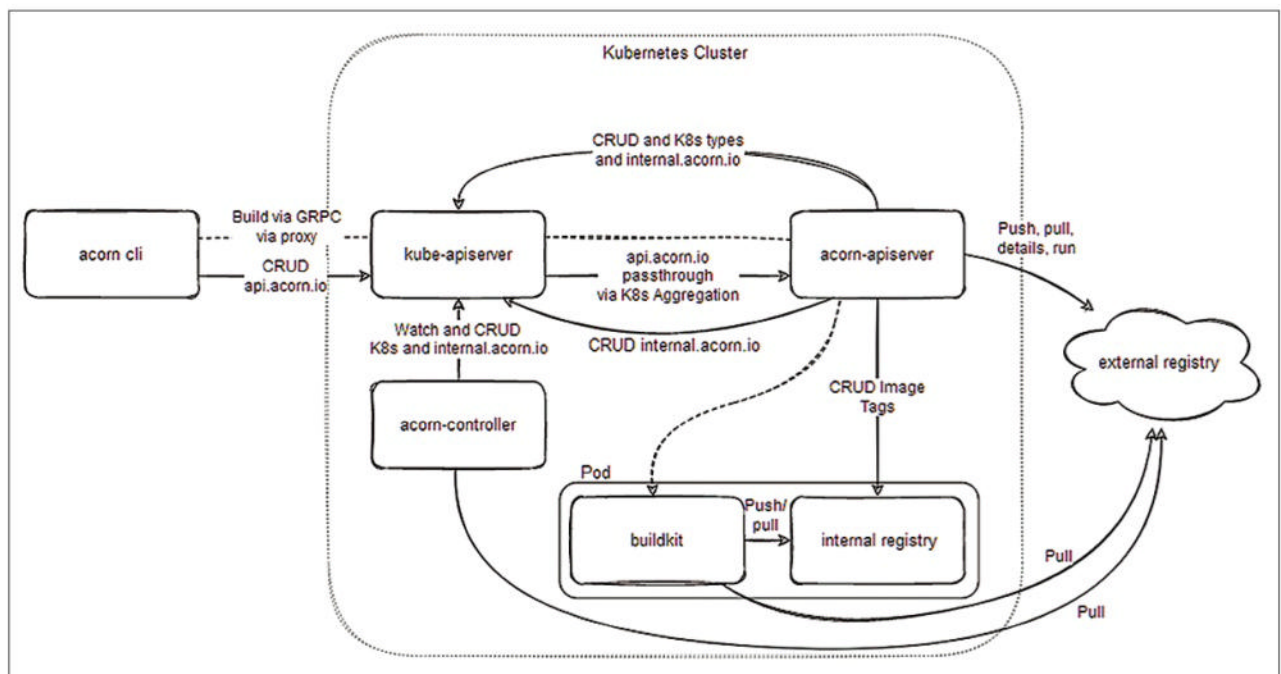 Kubernetes Cluster
CRUD and K8s types
and internal.acorn.io
acorn cli
Build via GRPC
via proxy
CRUD
api.acorn.io
kube-apiserver
api.acorn.io
passthrough
via K8s Aggregation
acorn-apiserver
Push, pull,
details, run
Watch and CRUD
K8s and internal.acorn.io
CRUD internal.acorn.io
external registry
acorn-controller
CRUD Image
Tags
Pod
buildkit
Push/
pull
internal registry
Pull
Pull